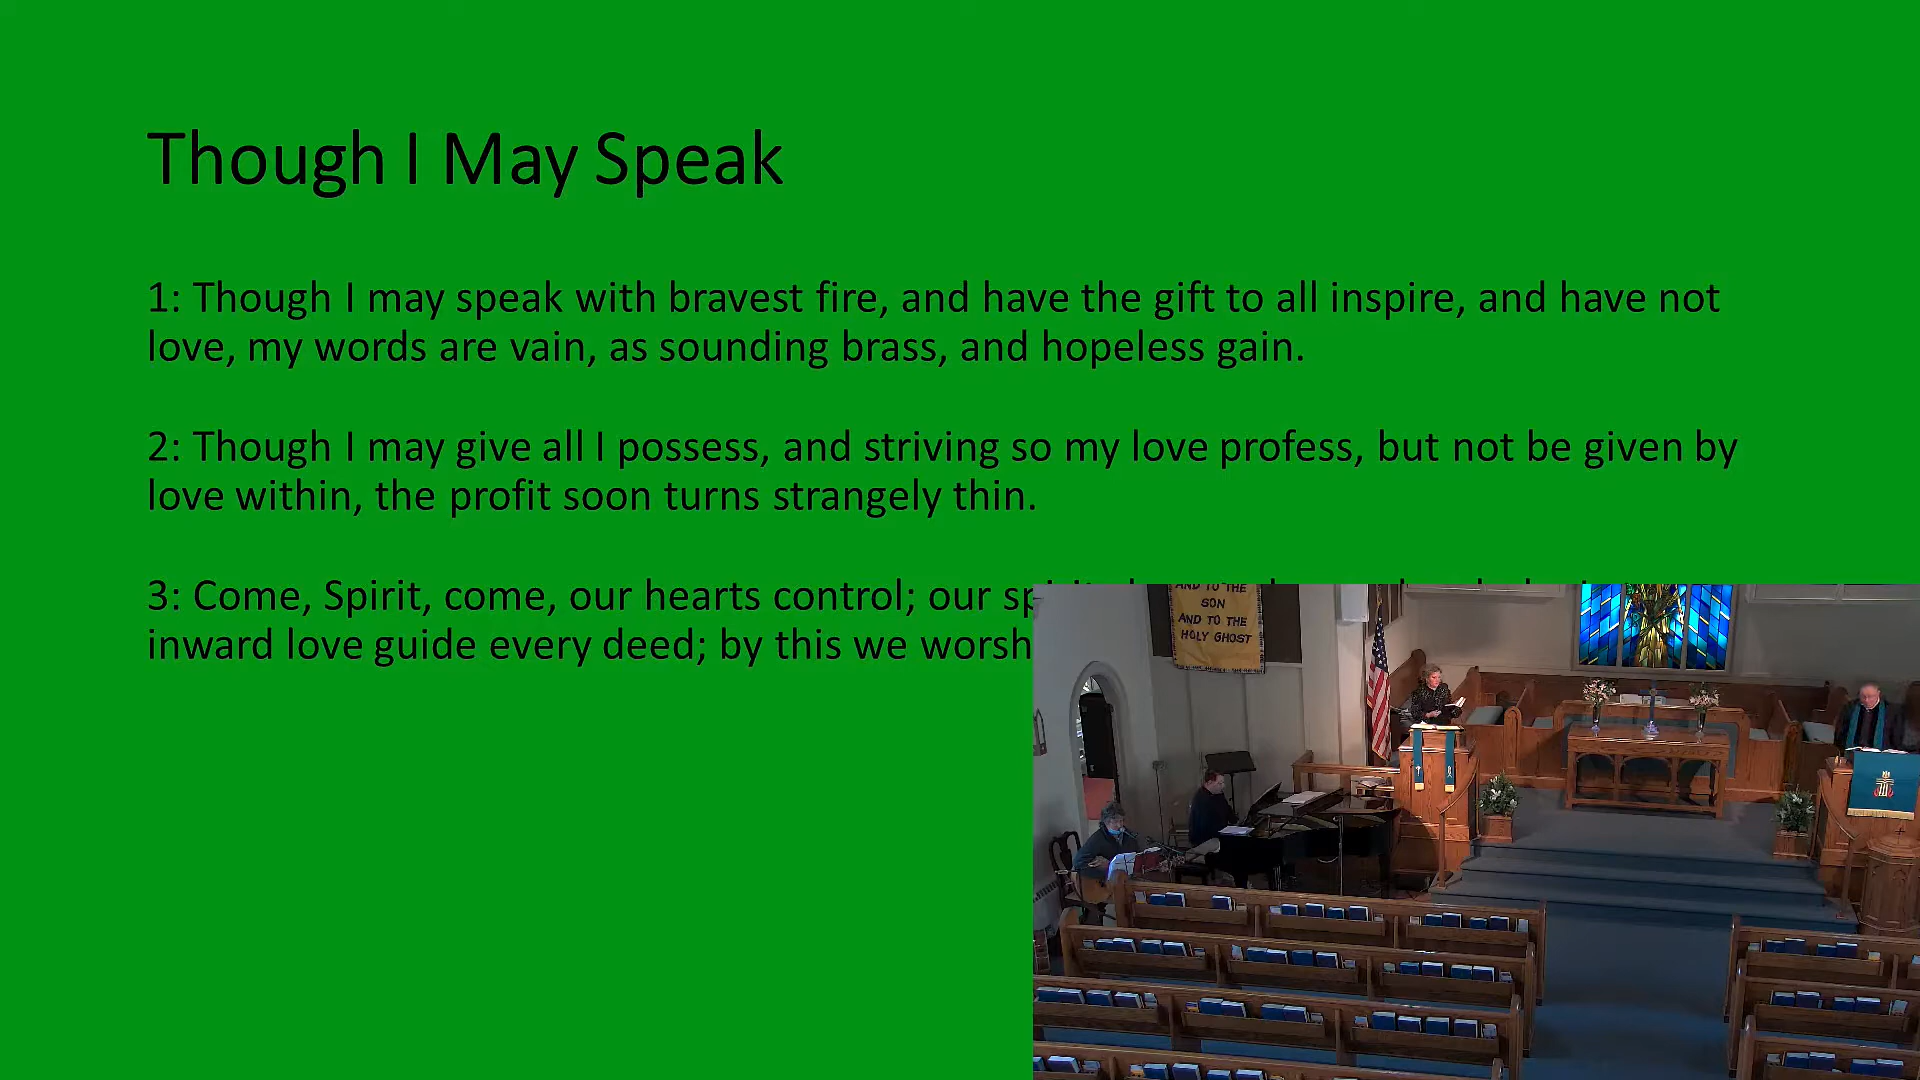 Though I May Speak
1: Though I may speak with bravest fire, and have the gift to all inspire, and have not
love, my words are vain, as sounding brass, and hopeless gain.
2: Though I may give all I possess, and striving so my love profess, but not be given by
love within, the profit soon turns strangely thin.
3: Come, Spirit, come, our hearts control; our
inward love guide every deed; by this we
AND TO THE
SON
AND TO THE
HOLY GHOST